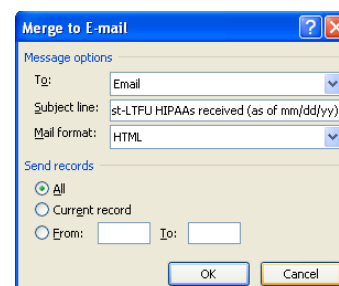 Merge to E-mail
Message options
To: Email
Subject line: st-LTFU HIPAAs received (as of mm/dd/yy)
Mail format: HTML
Send records
All
Current record
From: To:
OK Cancel